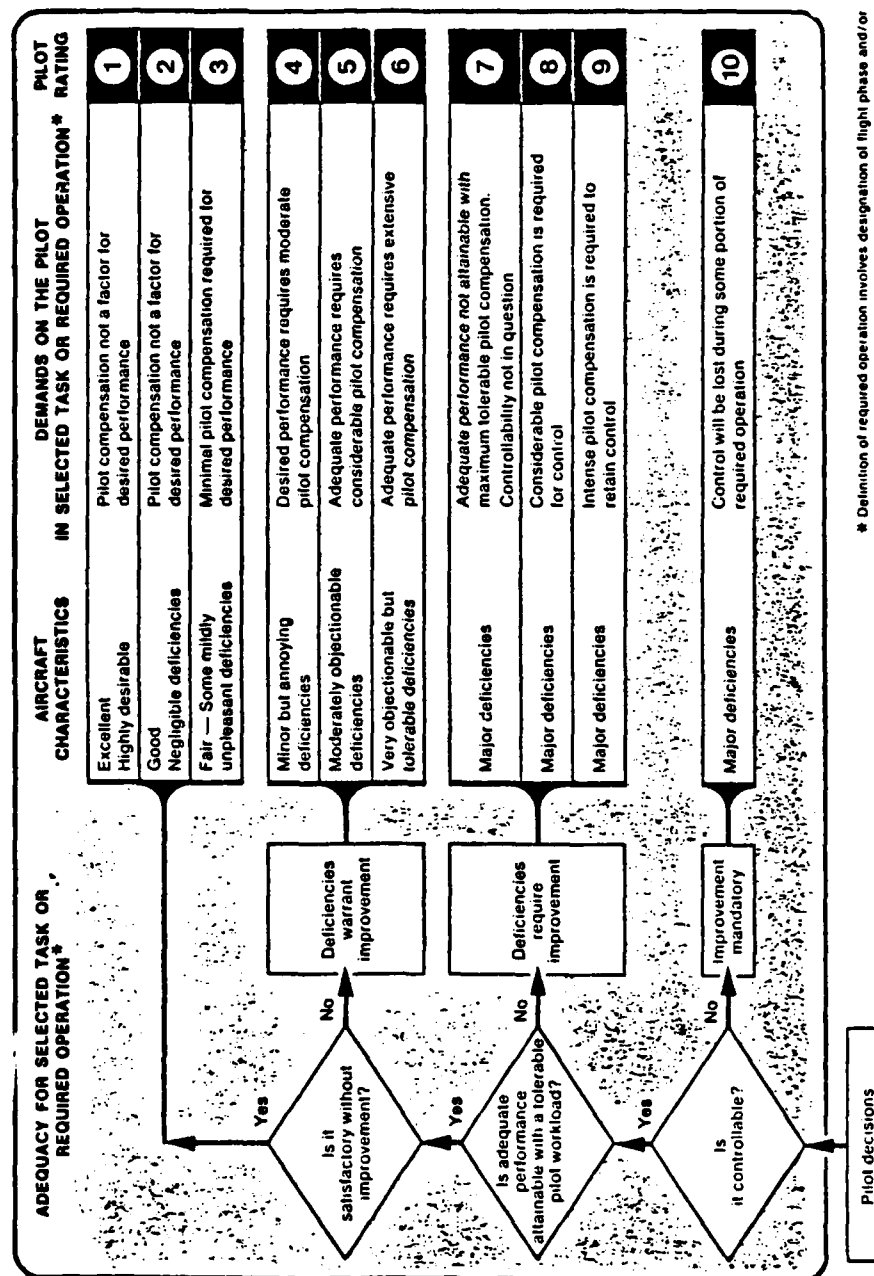 ADEQUACY FOR SELECTED TASK OR
REQUIRED OPERATION*
AIRCRAFT
CHARACTERISTICS
DEMANDS ON THE PILOT
IN SELECTED TASK OR REQUIRED OPERATION*
PILOT
RATING
Excellent
Highly desirable
Pilot compensation not a factor for
desired performance
1
Good
Negligible deficiencies
Pilot compensation not a factor for
desired performance
2
Fair — Some mildly
unpleasant deficiencies
Minimal pilot compensation required for
desired performance
3
Yes
Is it
satisfactory without
improvement?
No
Deficiencies
warrant
improvement
Minor but annoying
deficiencies
Desired performance requires moderate
pilot compensation
4
Moderately objectionable
deficiencies
Adequate performance requires
considerable pilot compensation
5
Very objectionable but
tolerable deficiencies
Adequate performance requires extensive
pilot compensation
6
Yes
Is adequate
performance
attainable with a tolerable
pilot workload?
No
Deficiencies
require
improvement
Major deficiencies
Adequate performance not attainable with
maximum tolerable pilot compensation.
Controllability not in question
7
Major deficiencies
Considerable pilot compensation is required
for control
8
Major deficiencies
Intense pilot compensation is required to
retain control
9
Yes
Is
it controllable?
No
Improvement
mandatory
Major deficiencies
Control will be lost during some portion of
required operation
10
Pilot decisions
* Definition of required operation involves designation of flight phase and/or